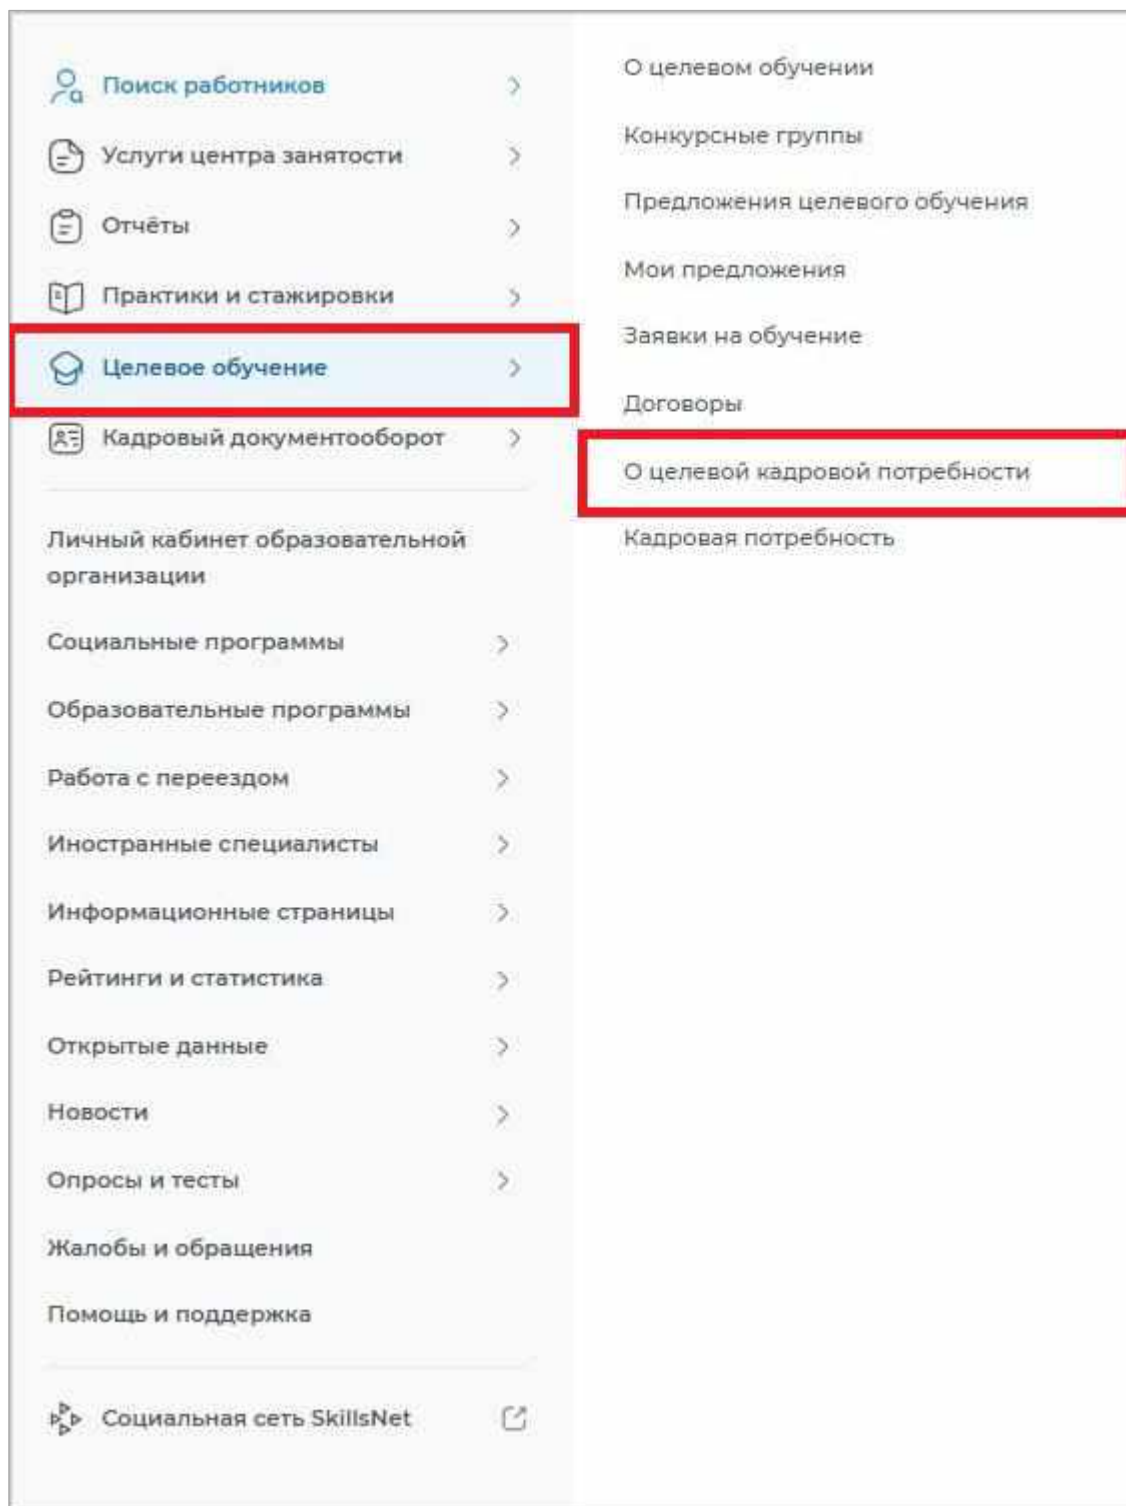 Поиск работников
Услуги центра занятости
Отчёты
Практики и стажировки
Целевое обучение
Кадровый документооборот
Личный кабинет образовательной
организации
Социальные программы
Образовательные программы
Работа с переездом
Иностранные специалисты
Информационные страницы
Рейтинги и статистика
Открытые данные
Новости
Опросы и тесты
Жалобы и обращения
Помощь и поддержка
Социальная сеть SkillsNet
О целевом обучении
Конкурсные группы
Предложения целевого обучения
Мои предложения
Заявки на обучение
Договоры
О целевой кадровой потребности
Кадровая потребность